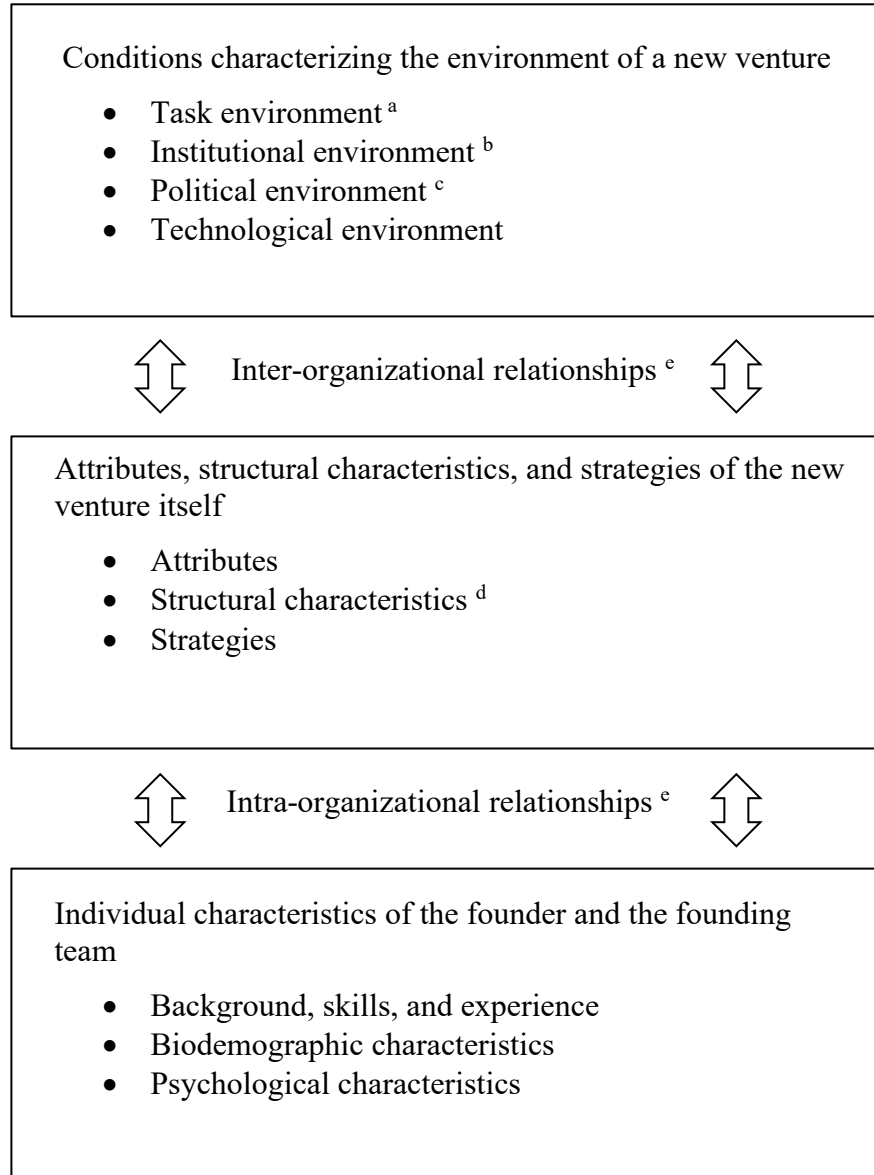 Conditions characterizing the environment of a new venture
• Task environment a
• Institutional environment b
• Political environment c
• Technological environment
Inter-organizational relationships e
Attributes, structural characteristics, and strategies of the new
venture itself
• Attributes
• Structural characteristics d
• Strategies
Intra-organizational relationships e
Individual characteristics of the founder and the founding
team
• Background, skills, and experience
• Biodemographic characteristics
• Psychological characteristics